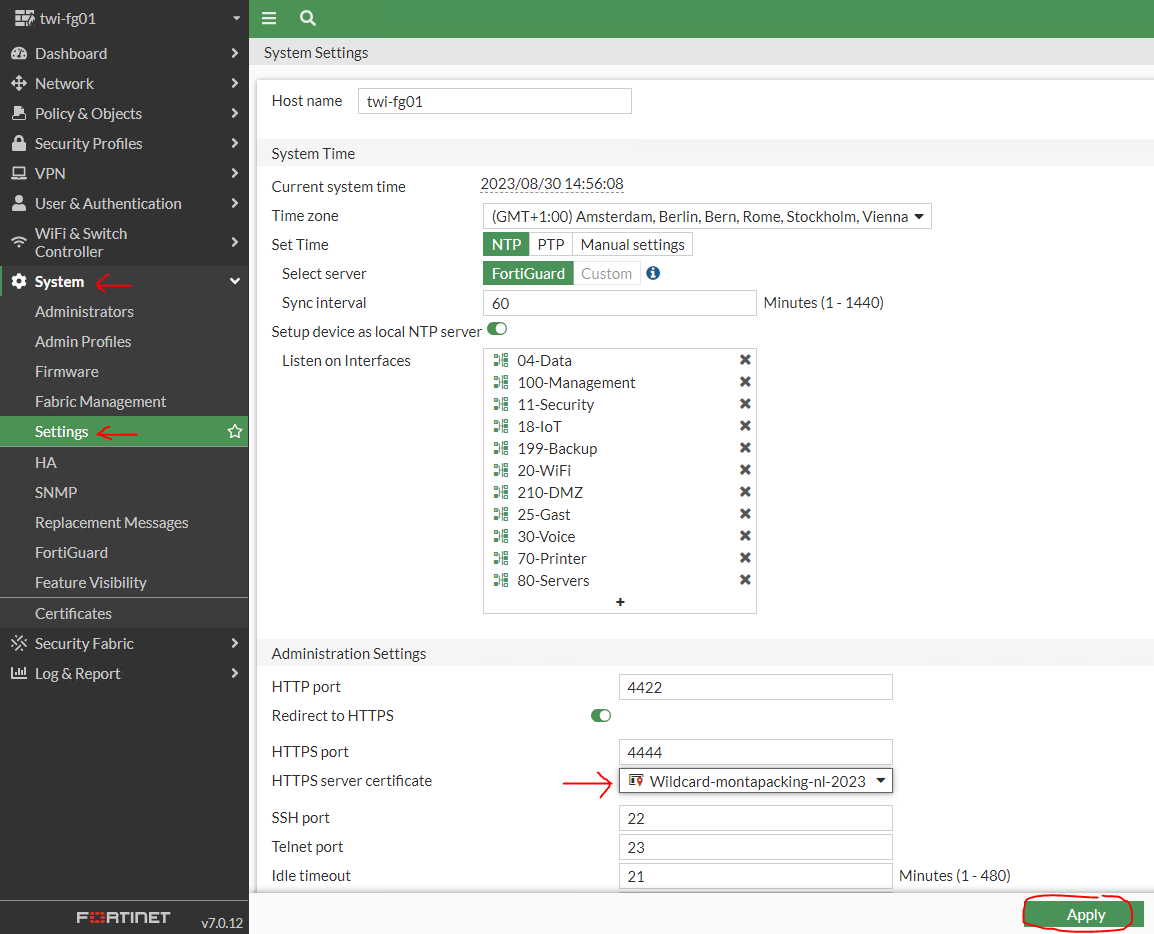 twi-fg01
Dashboard
Network
Policy & Objects
Security Profiles
VPN
User & Authentication
WiFi & Switch
Controller
System
Administrators
Admin Profiles
Firmware
Fabric Management
Settings
HA
SNMP
Replacement Messages
FortiGuard
Feature Visibility
Certificates
Security Fabric
Log & Report
FORTINET v7.0.12
System Settings
Host name twi-fg01
System Time
Current system time 2023/08/30 14:56:08
Time zone (GMT+1:00) Amsterdam, Berlin, Bern, Rome, Stockholm, Vienna
Set Time NTP PTP Manual settings
Select server FortiGuard Custom
Sync interval 60 Minutes (1 - 1440)
Setup device as local NTP server
Listen on Interfaces 04-Data
100-Management
11-Security
18-IoT
199-Backup
20-WiFi
210-DMZ
25-Gast
30-Voice
70-Printer
80-Servers
+
Administration Settings
HTTP port 4422
Redirect to HTTPS
HTTPS port 4444
HTTPS server certificate Wildcard-montapacking-nl-2023
SSH port 22
Telnet port 23
Idle timeout 21 Minutes (1 - 480)
Apply